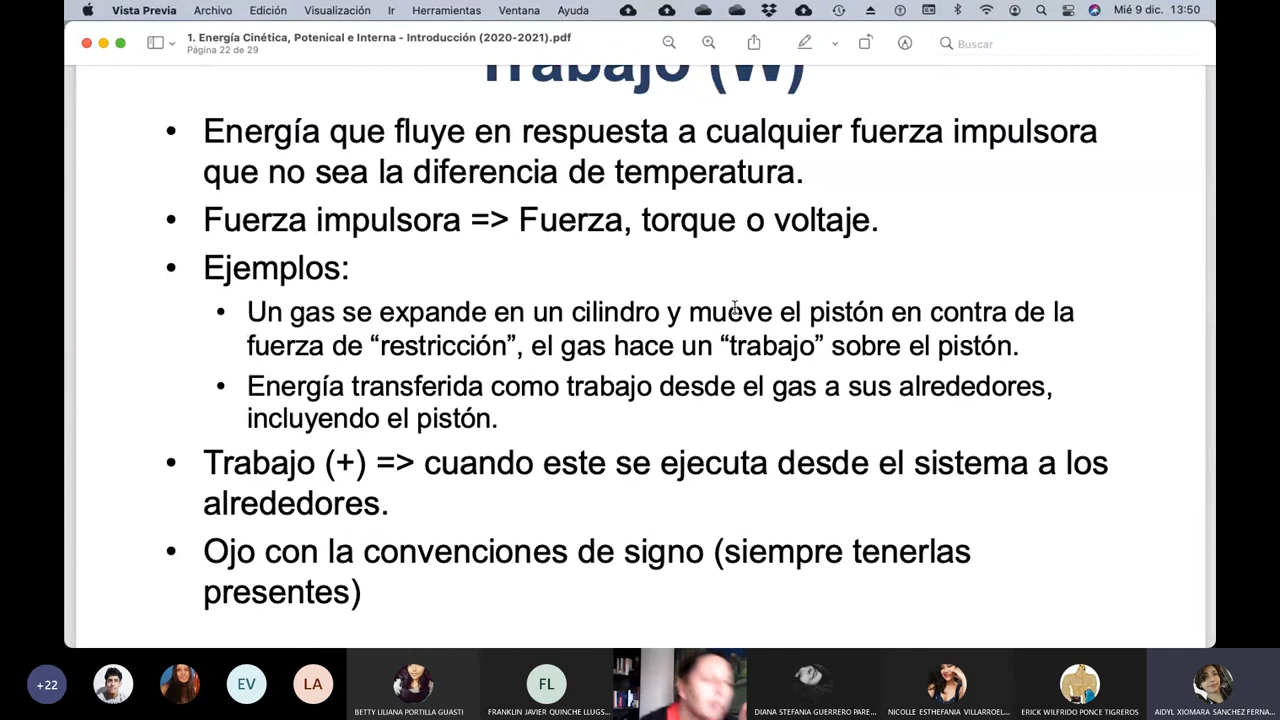 Vista Previa Archivo Edición Visualización Ir Herramientas Ventana Ayuda Mié 9 dic. 13:50
1. Energía Cinética, Potenical e Interna - Introducción (2020-2021).pdf
Página 22 de 29
Buscar
Trabajo (W)
• Energía que fluye en respuesta a cualquier fuerza impulsora
que no sea la diferencia de temperatura.
• Fuerza impulsora => Fuerza, torque o voltaje.
• Ejemplos:
• Un gas se expande en un cilindro y mueve el pistón en contra de la
fuerza de “restricción”, el gas hace un “trabajo” sobre el pistón.
• Energía transferida como trabajo desde el gas a sus alrededores,
incluyendo el pistón.
• Trabajo (+) => cuando este se ejecuta desde el sistema a los
alrededores.
• Ojo con la convenciones de signo (siempre tenerlas
presentes)
+22 EV LA FL
BETTY LILIANA PORTILLA GUASTI FRANKLIN JAVIER QUINCHE LLUGS... DIANA STEFANIA GUERRERO PARE... NICOLLE ESTHEFANIA VILLARROEL... ERICK WILFRIDO PONCE TIGREROS AIDYL XIOMARA SANCHEZ FERNA...